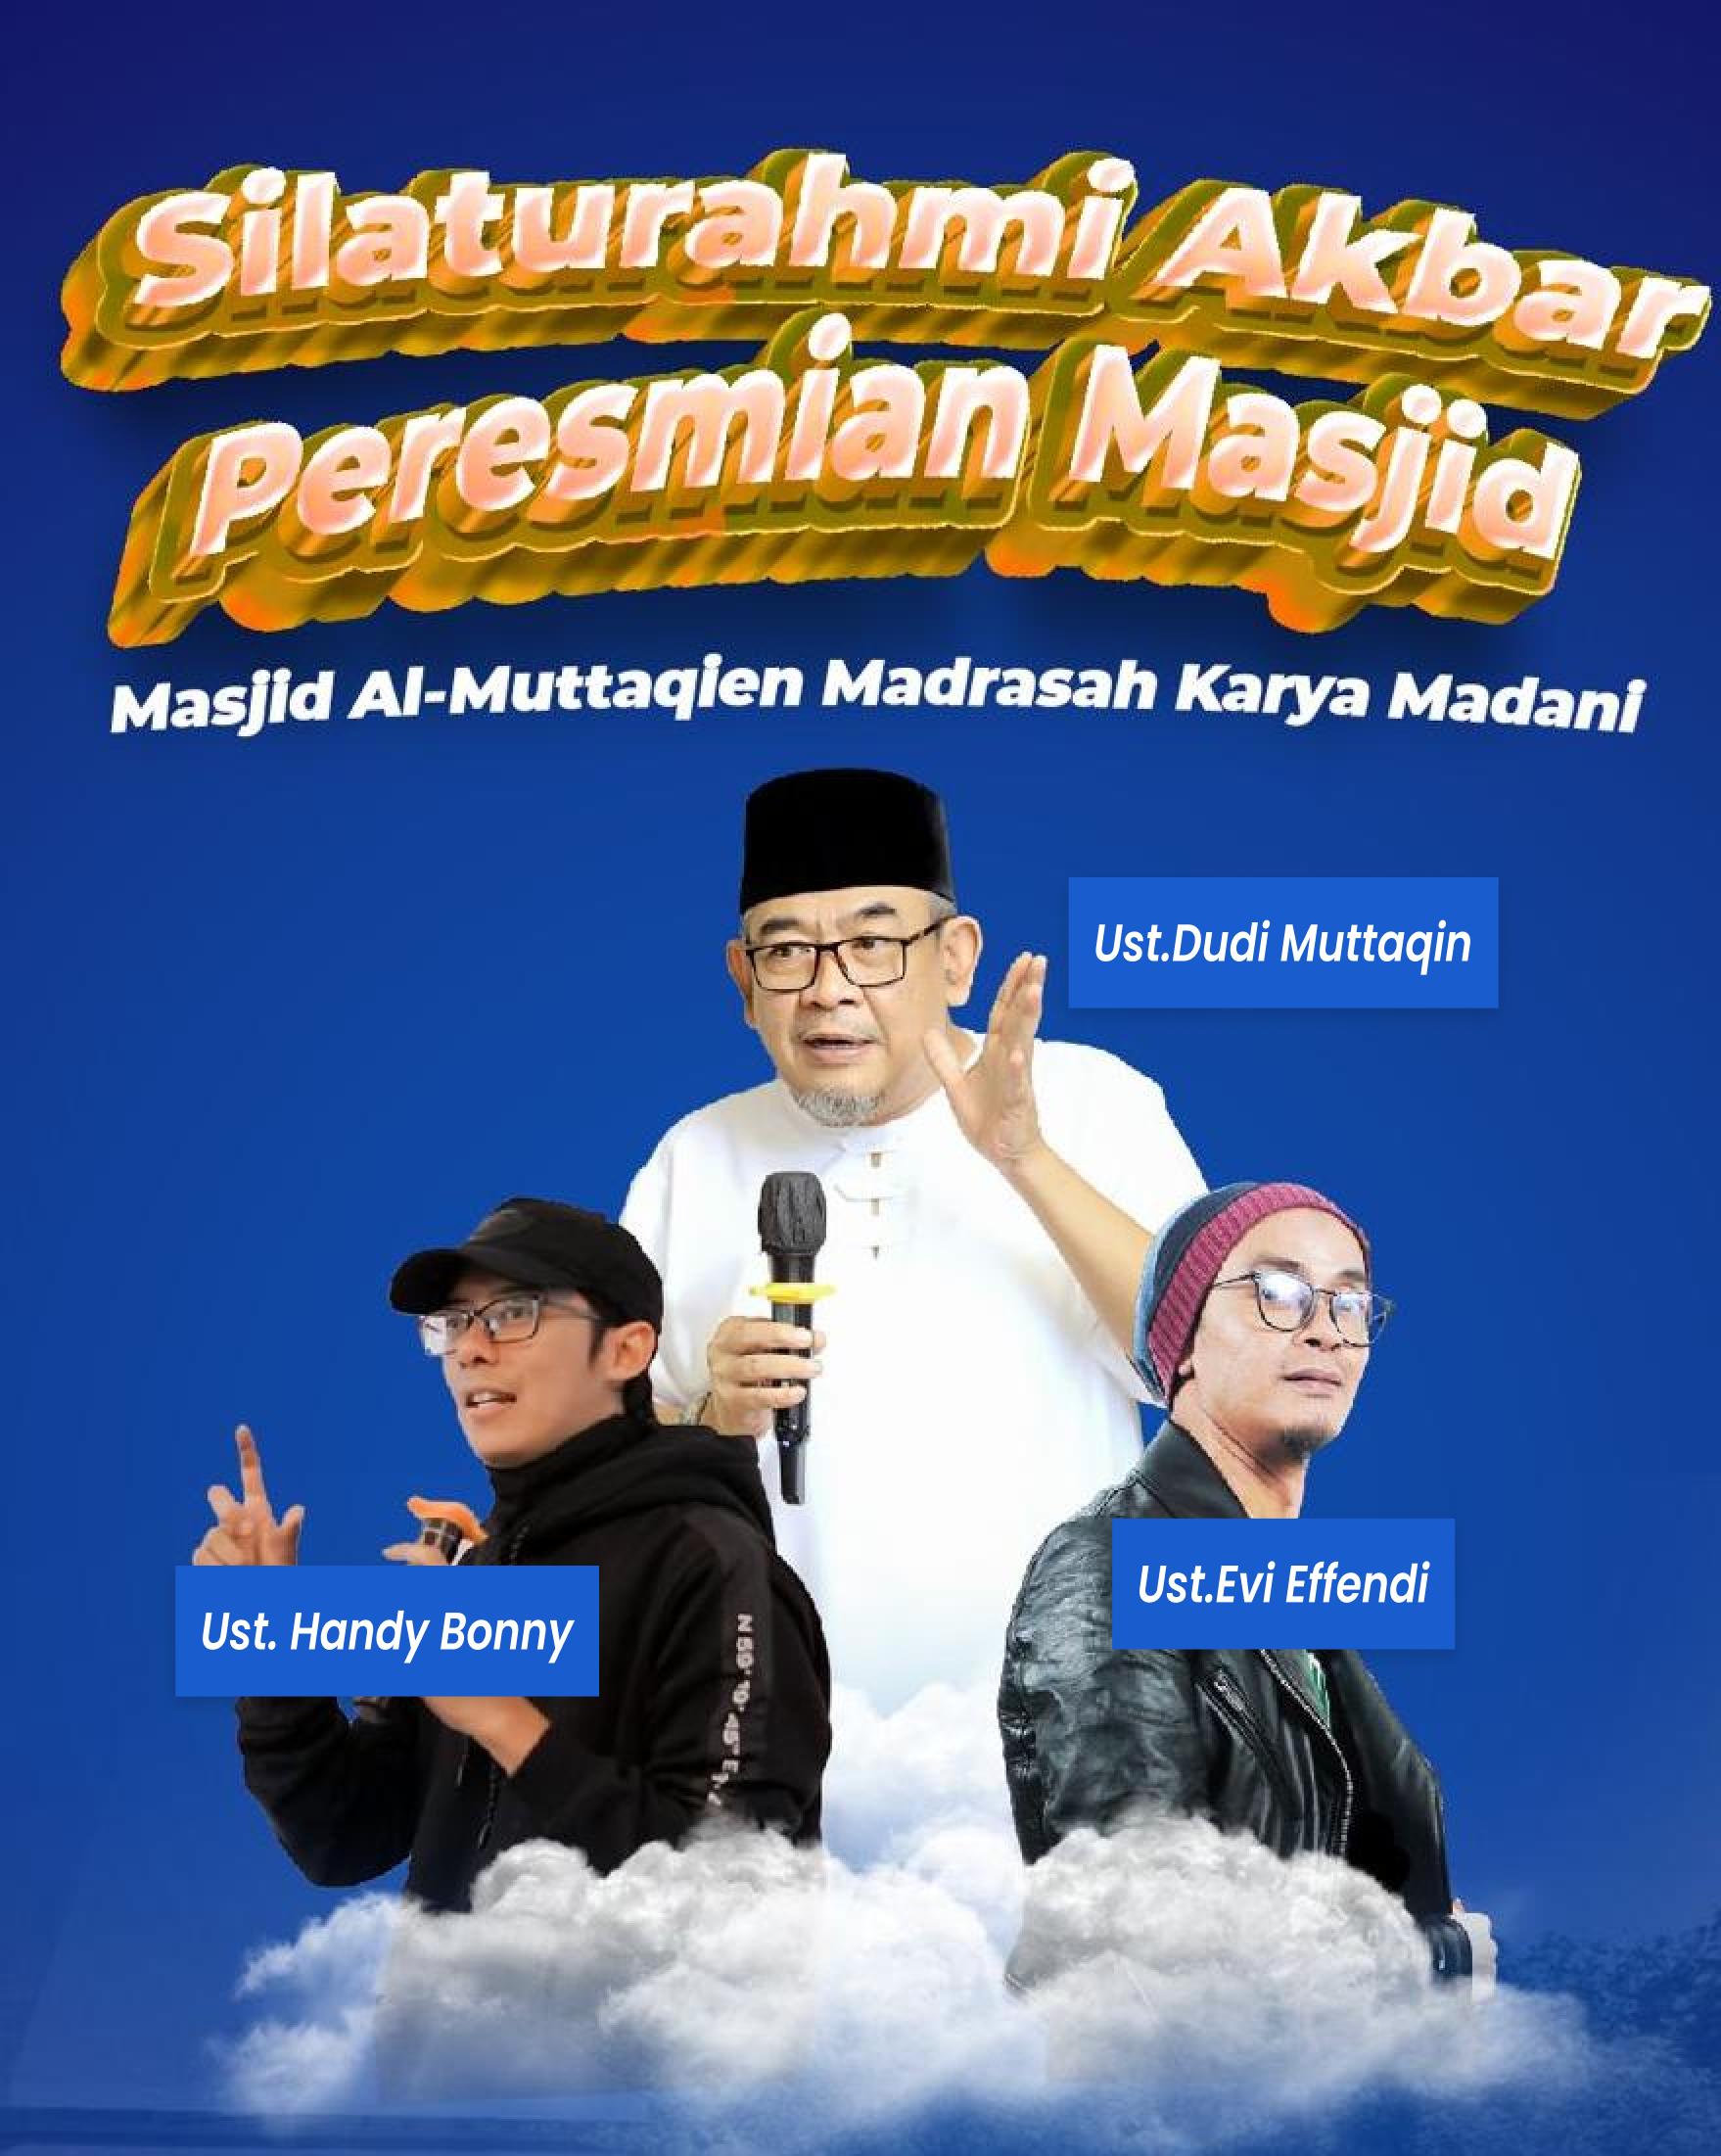 Silaturahmi Akbar
Peresmian Masjid
Masjid Al-Muttaqien Madrasah Karya Madani
Ust.Dudi Muttaqin
Ust.Evi Effendi
Ust. Handy Bonny